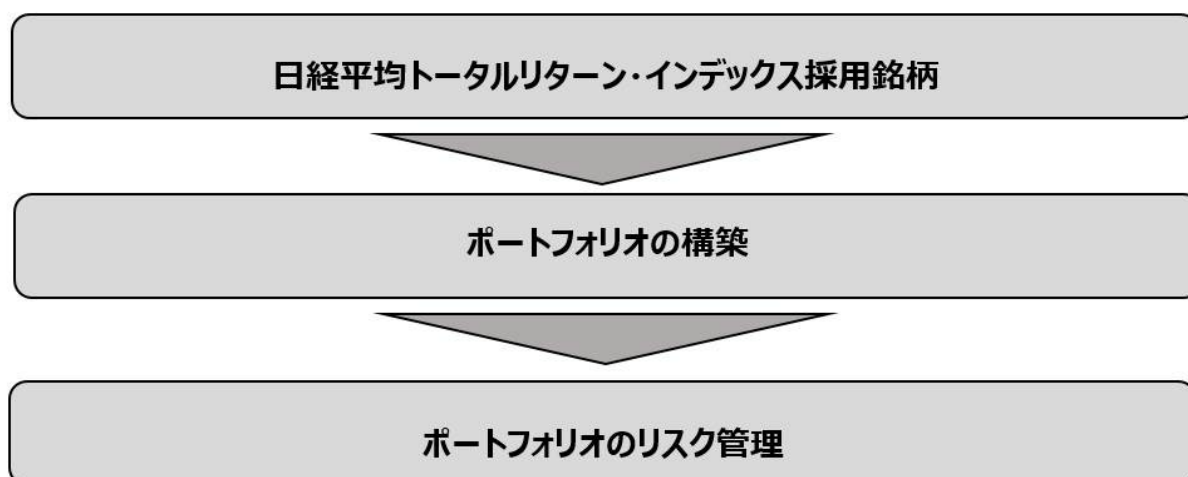 日経平均トータルリターン・インデックス採用銘柄
ポートフォリオの構築
ポートフォリオのリスク管理